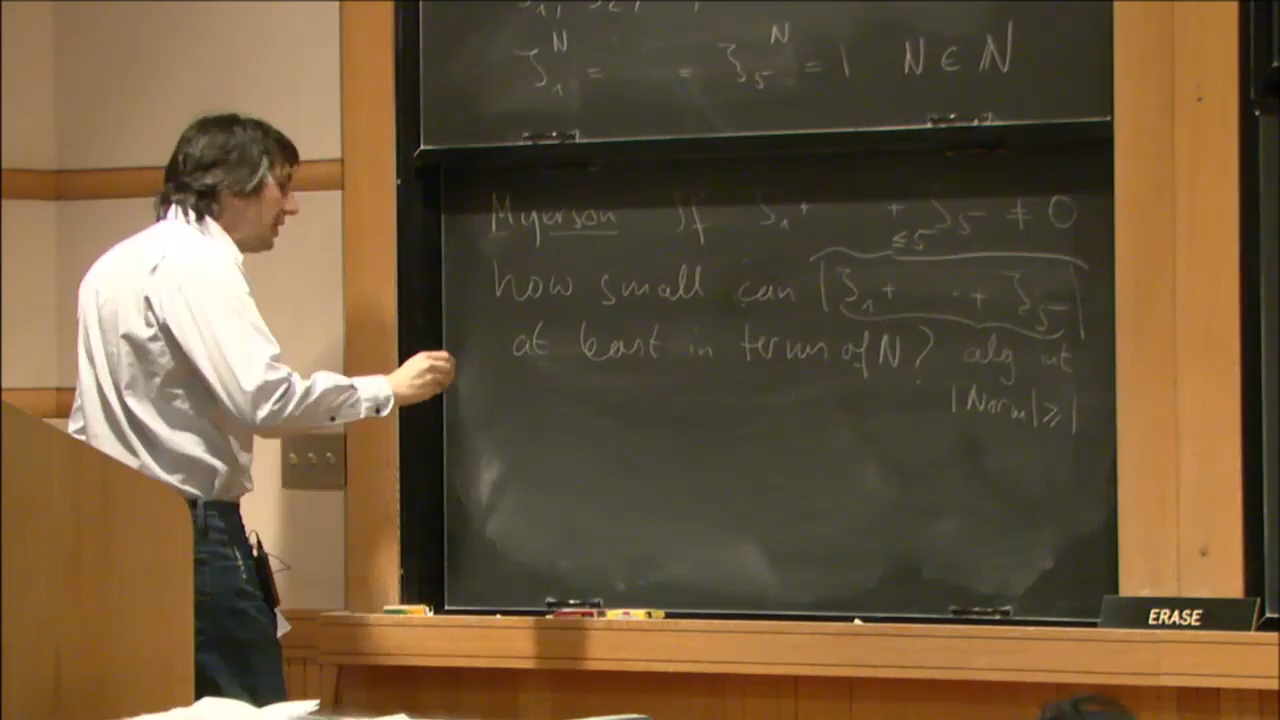 ζ₁ᴺ = = ζ₅ᴺ = 1 N ∈ ℕ
Myerson If ζ₁ + + ζ₅ ≠ 0
≤5
how small can |ζ₁ + ⋯ + ζ₅|
at least in terms of N? alg int
|Norm| ≥ 1
ERASE